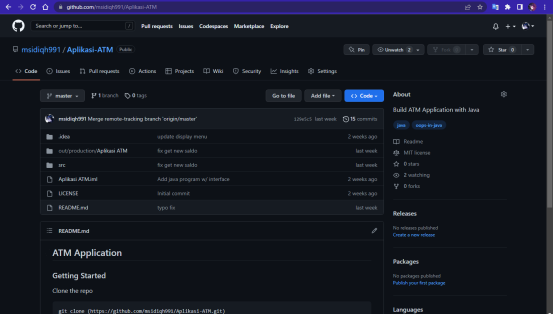 github.com/msidiqh991/Aplikasi-ATM
Search or jump to...
/
Pull requests Issues Codespaces Marketplace Explore
msidiqh991 / Aplikasi-ATM Public
Pin Unwatch 2 Star 0
Code Issues Pull requests Actions Projects Wiki Security Insights Settings
master 1 branch 0 tags Go to file Add file Code
About
Build ATM Application with Java
java oops-in-java
msidiqh991 Merge remote-tracking branch 'origin/master' last week 15 commits
.idea update display menu 2 weeks ago
out/production/Aplikasi ATM fix get new saldo last week
src fix get new saldo last week
Aplikasi ATM.iml Add java program w/ interface 2 weeks ago
LICENSE Initial commit 2 weeks ago
README.md typo fix last week
Readme
MIT license
0 stars
2 watching
0 forks
README.md
ATM Application
Getting Started
Clone the repo
git clone (https://github.com/msidiqh991/Aplikasi-ATM.git)
Releases
No releases published
Create a new release
Packages
No packages published
Publish your first package
Languages